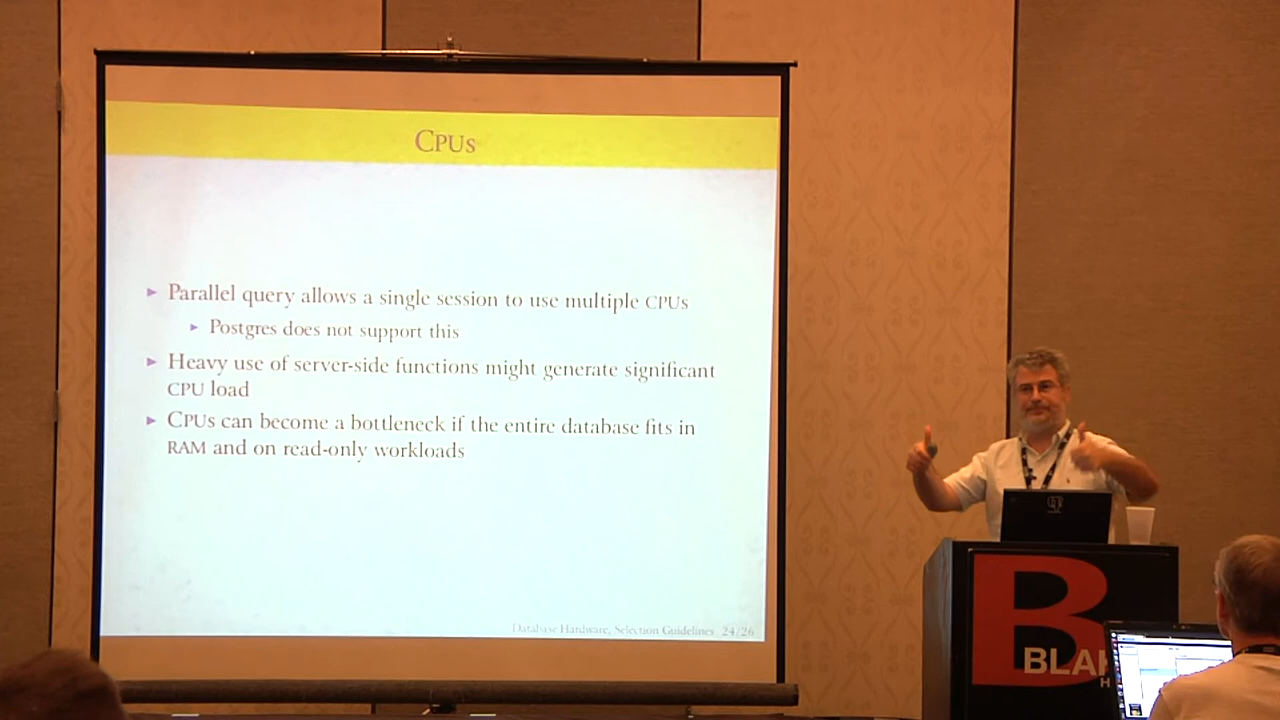 CPUs
Parallel query allows a single session to use multiple CPUs
Postgres does not support this
Heavy use of server-side functions might generate significant
CPU load
CPUs can become a bottleneck if the entire database fits in
RAM and on read-only workloads
Database Hardware, Selection Guidelines 24/26
B